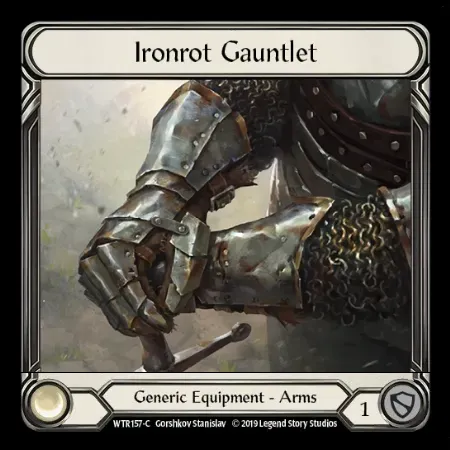 Ironrot Gauntlet
Generic Equipment - Arms
1
WTR157-C Gorshkov Stanislav © 2019 Legend Story Studios